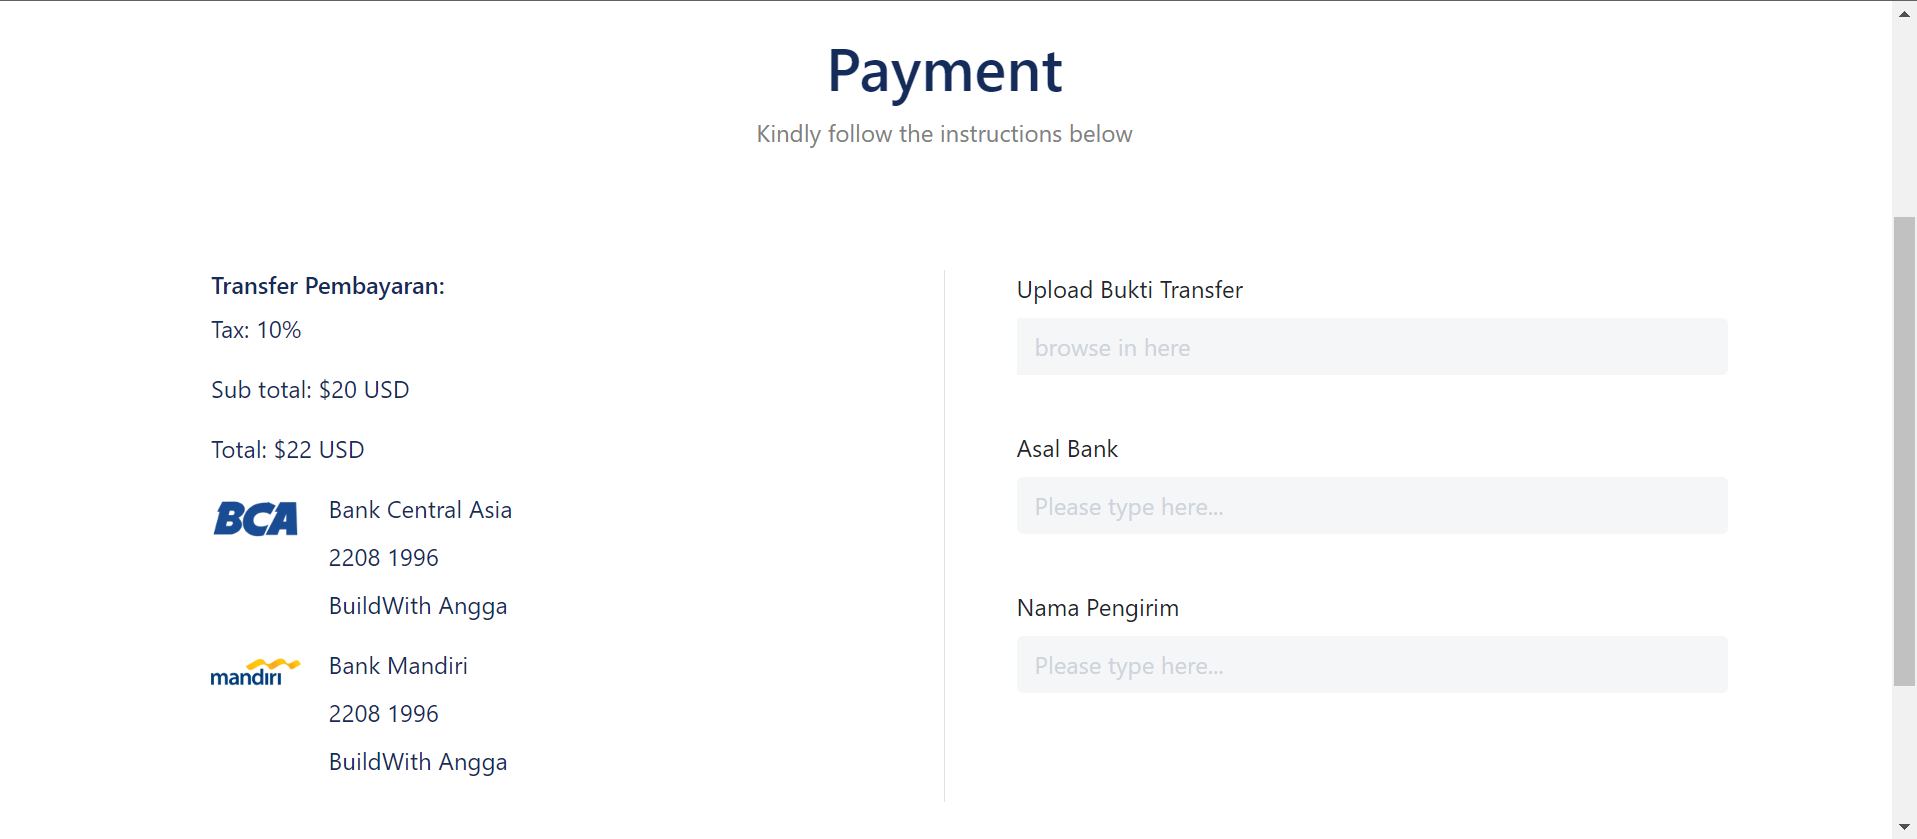 Payment
Kindly follow the instructions below
Transfer Pembayaran:
Tax: 10%
Sub total: $20 USD
Total: $22 USD
BCA
Bank Central Asia
2208 1996
BuildWith Angga
mandiri
Bank Mandiri
2208 1996
BuildWith Angga
Upload Bukti Transfer
browse in here
Asal Bank
Please type here...
Nama Pengirim
Please type here...